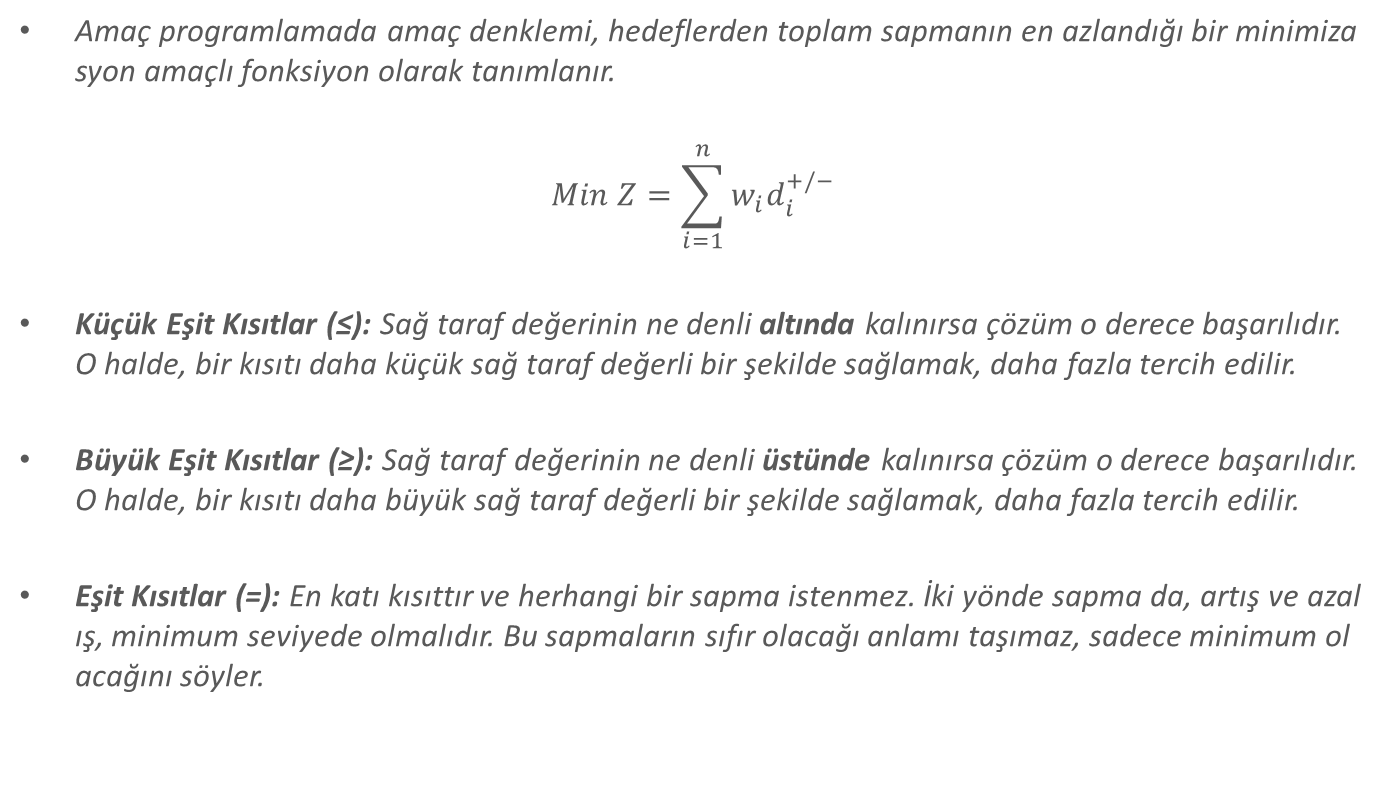 • Amaç programlamada amaç denklemi, hedeflerden toplam sapmanın en azlandığı bir minimiza
syon amaçlı fonksiyon olarak tanımlanır.
n
Min Z = ∑ w_i d_i^{+/−}
i=1
• Küçük Eşit Kısıtlar (≤): Sağ taraf değerinin ne denli altında kalınırsa çözüm o derece başarılıdır.
O halde, bir kısıtı daha küçük sağ taraf değerli bir şekilde sağlamak, daha fazla tercih edilir.
• Büyük Eşit Kısıtlar (≥): Sağ taraf değerinin ne denli üstünde kalınırsa çözüm o derece başarılıdır.
O halde, bir kısıtı daha büyük sağ taraf değerli bir şekilde sağlamak, daha fazla tercih edilir.
• Eşit Kısıtlar (=): En katı kısıttır ve herhangi bir sapma istenmez. İki yönde sapma da, artış ve azal
ış, minimum seviyede olmalıdır. Bu sapmaların sıfır olacağı anlamı taşımaz, sadece minimum ol
acağını söyler.